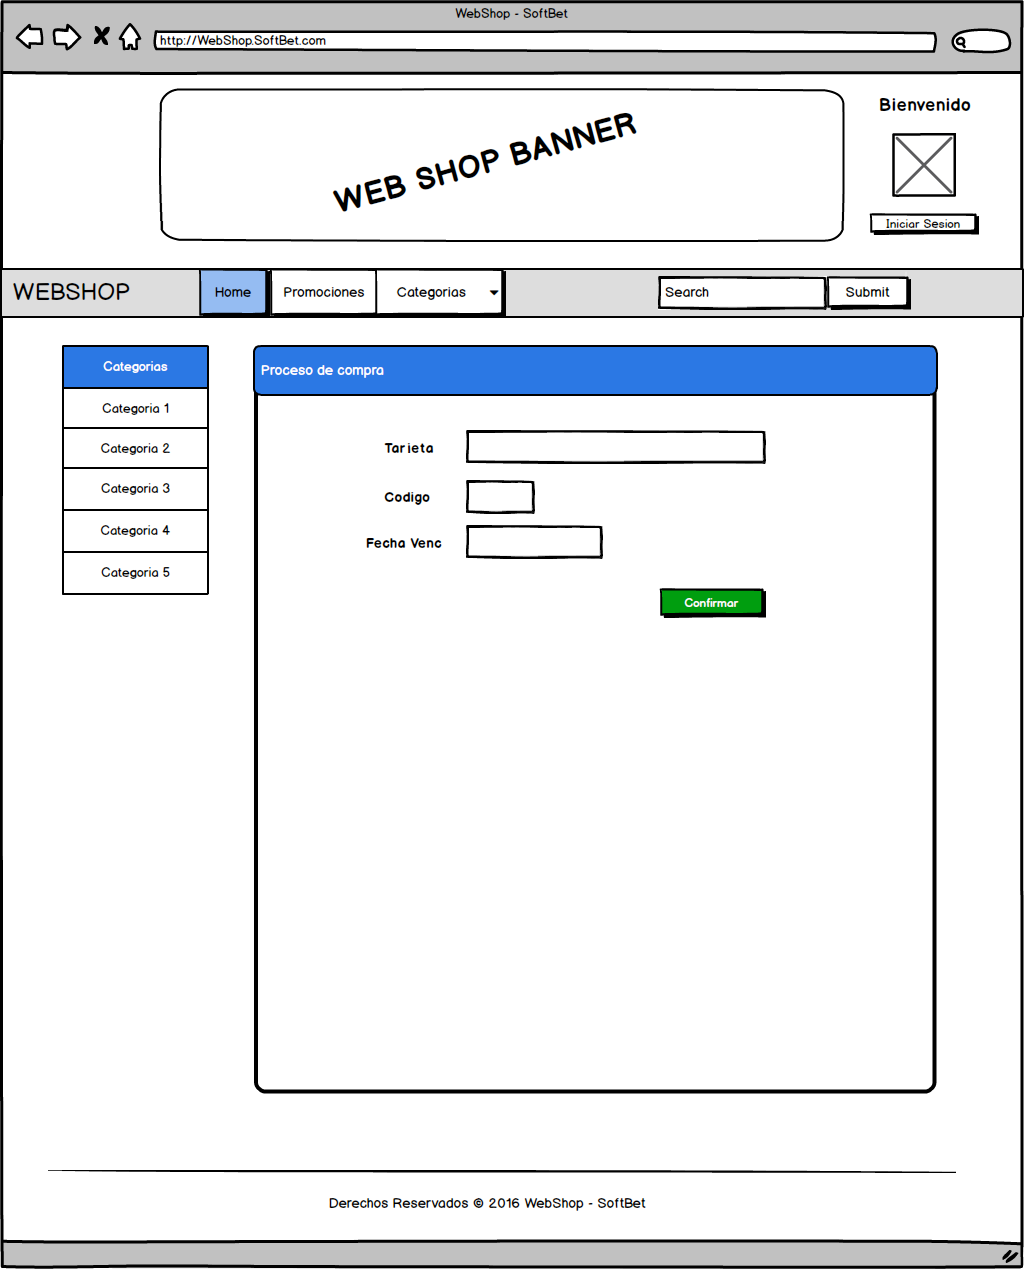 WebShop - SoftBet
http://WebShop.SoftBet.com
WEB SHOP BANNER
Bienvenido
Iniciar Sesion
WEBSHOP
Home
Promociones
Categorias
Search
Submit
Categorias
Categoria 1
Categoria 2
Categoria 3
Categoria 4
Categoria 5
Proceso de compra
Tarjeta
Codigo
Fecha Venc
Confirmar
Derechos Reservados © 2016 WebShop - SoftBet